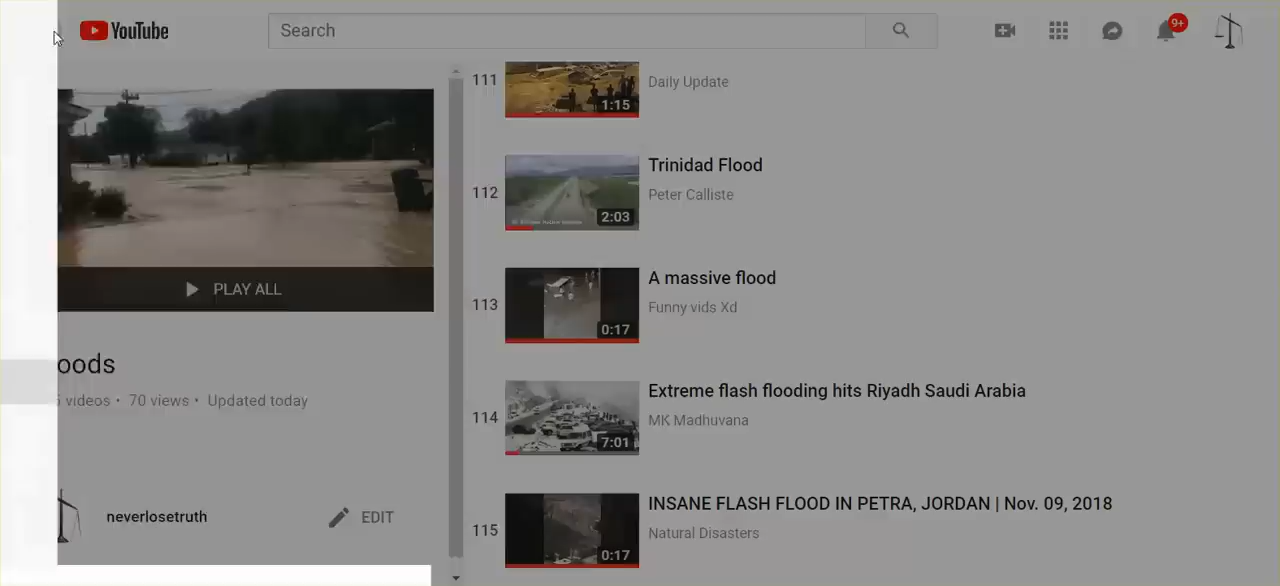 YouTube
Search
9+
111
1:15
Daily Update
112
2:03
Trinidad Flood
Peter Calliste
PLAY ALL
113
0:17
A massive flood
Funny vids Xd
oods
videos • 70 views • Updated today
114
7:01
Extreme flash flooding hits Riyadh Saudi Arabia
MK Madhuvana
neverlosetruth
EDIT
115
0:17
INSANE FLASH FLOOD IN PETRA, JORDAN | Nov. 09, 2018
Natural Disasters